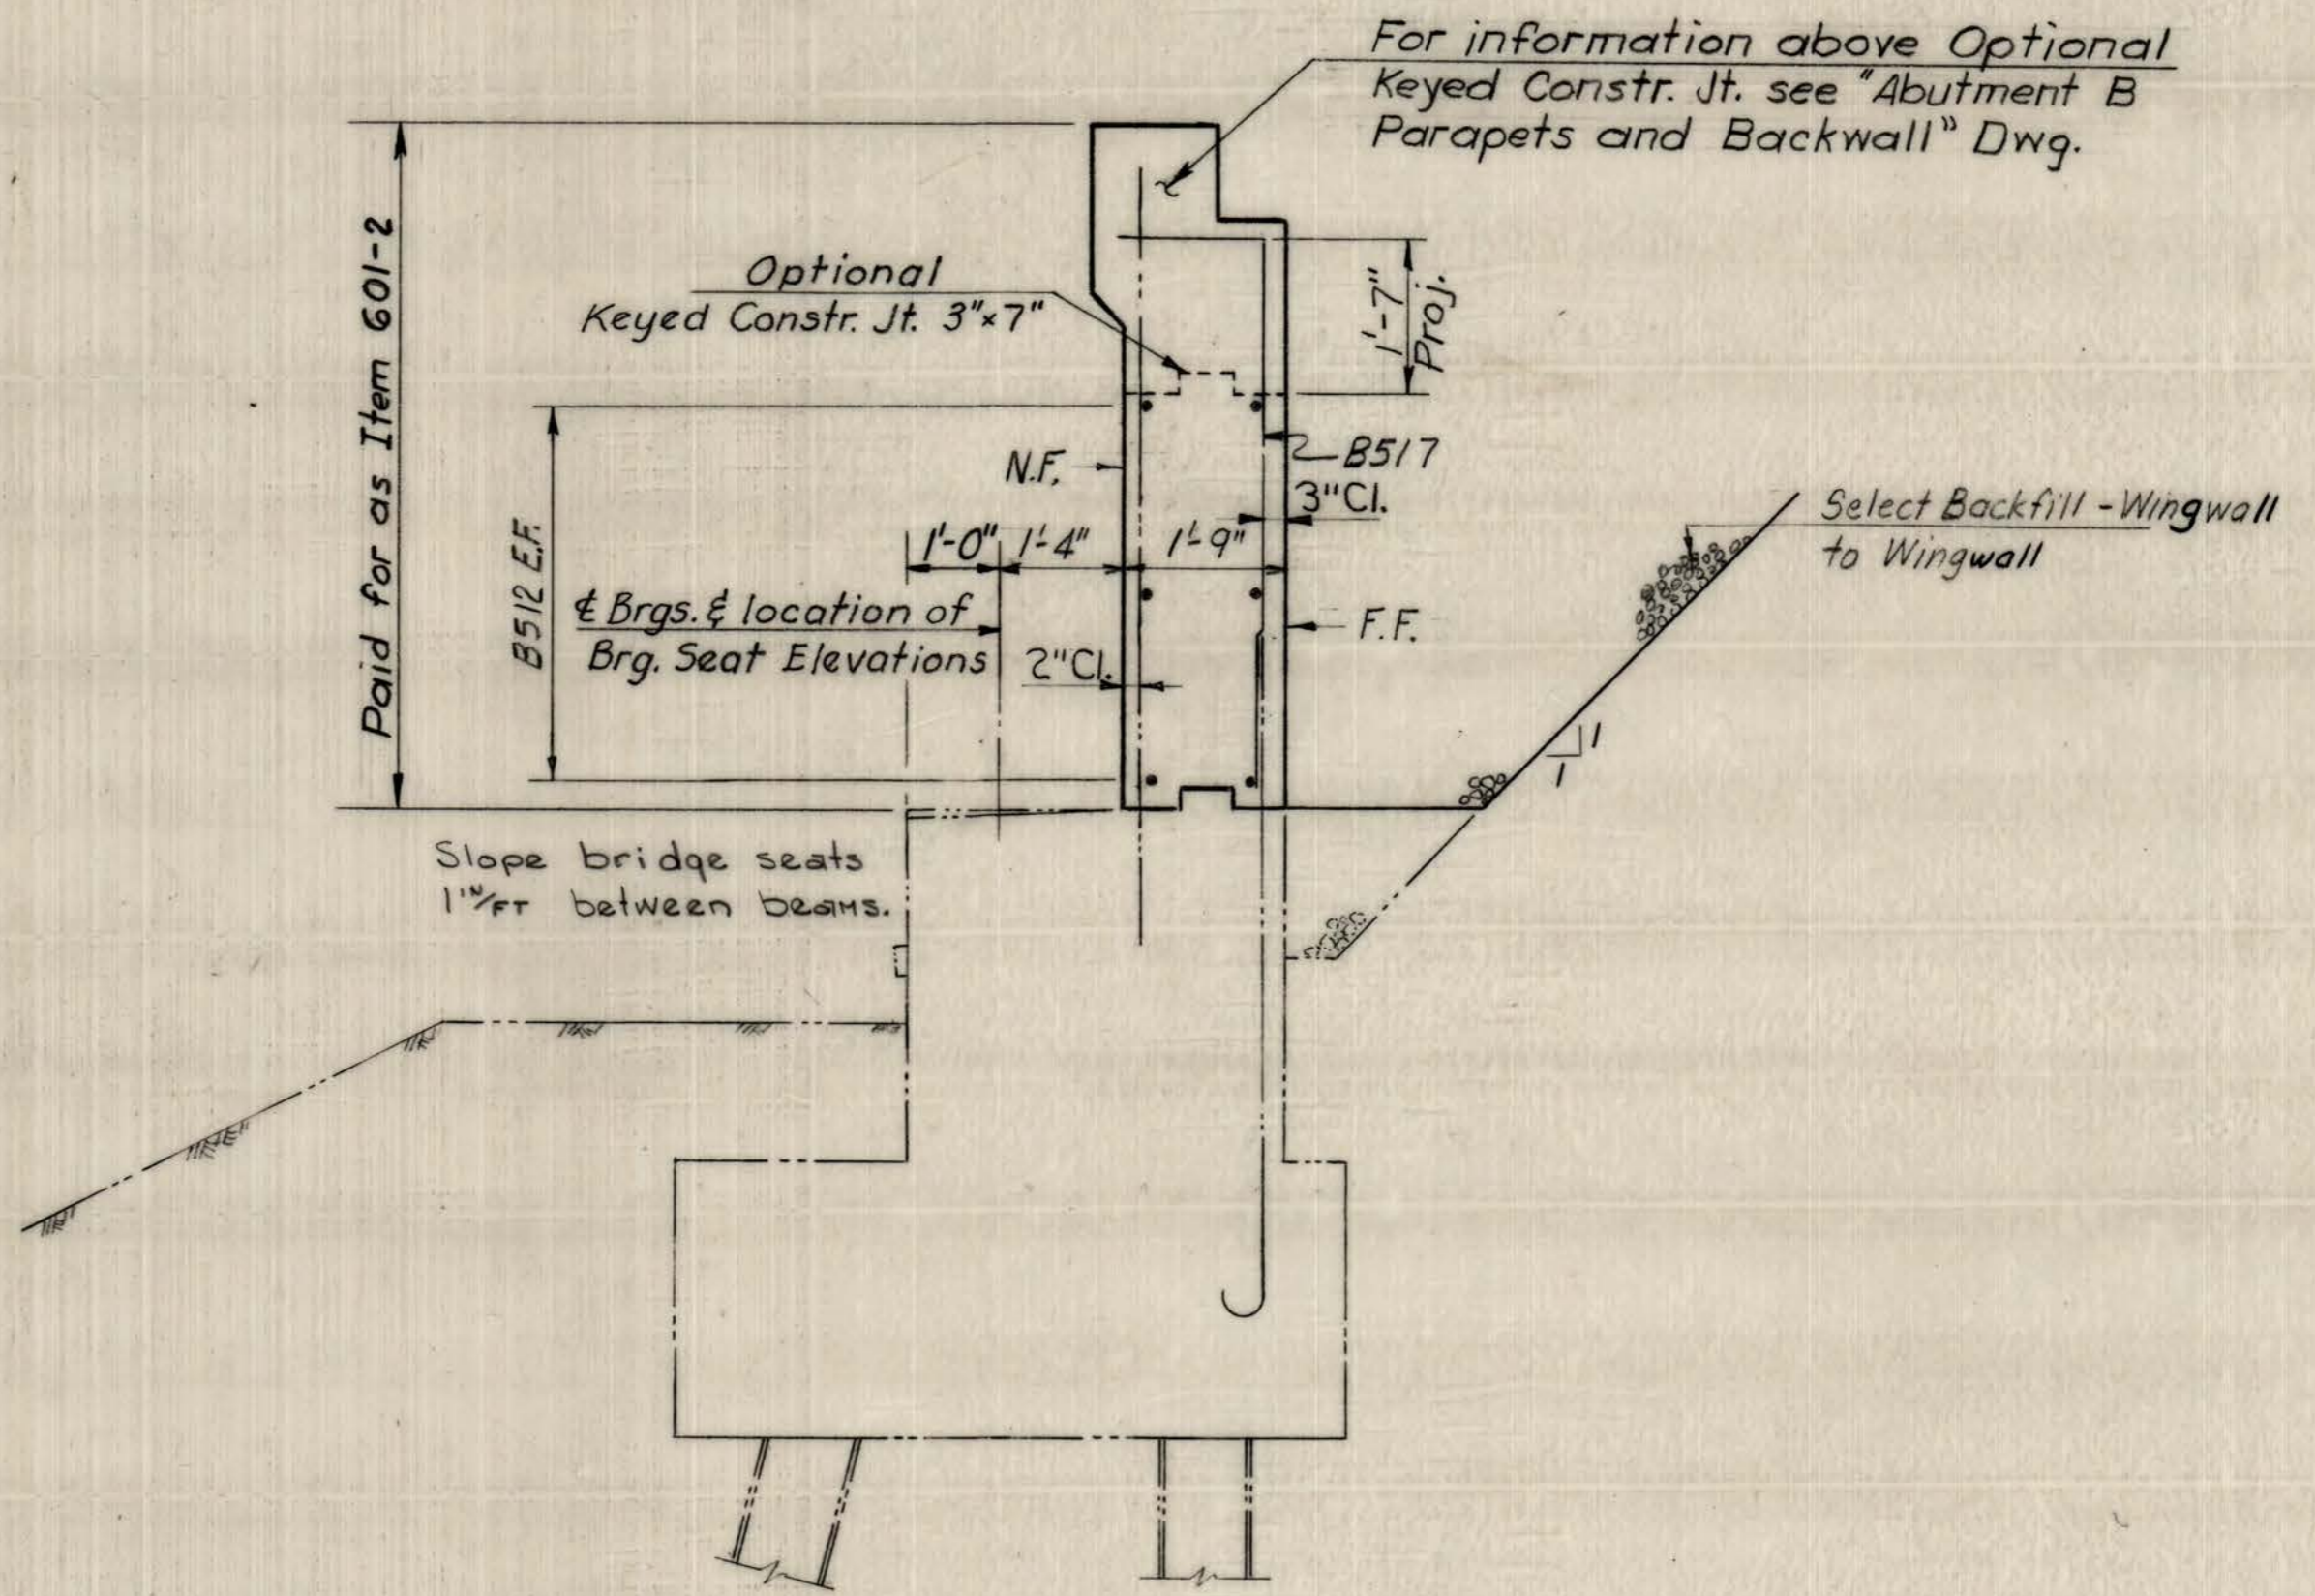 For information above Optional
Keyed Constr. Jt. see "Abutment B
Parapets and Backwall" Dwg.
Paid for as Item 601-2
Optional
Keyed Constr. Jt. 3"x7"
1'-7"
Proj.
N.F.
B517
3"Cl.
Select Backfill - Wingwall
to Wingwall
B512 E.F.
1'-0"
1'-4"
1'-9"
℄ Brgs. & location of
Brg. Seat Elevations
2"Cl.
F.F.
1
1
Slope bridge seats
1"IN/FT between beams.